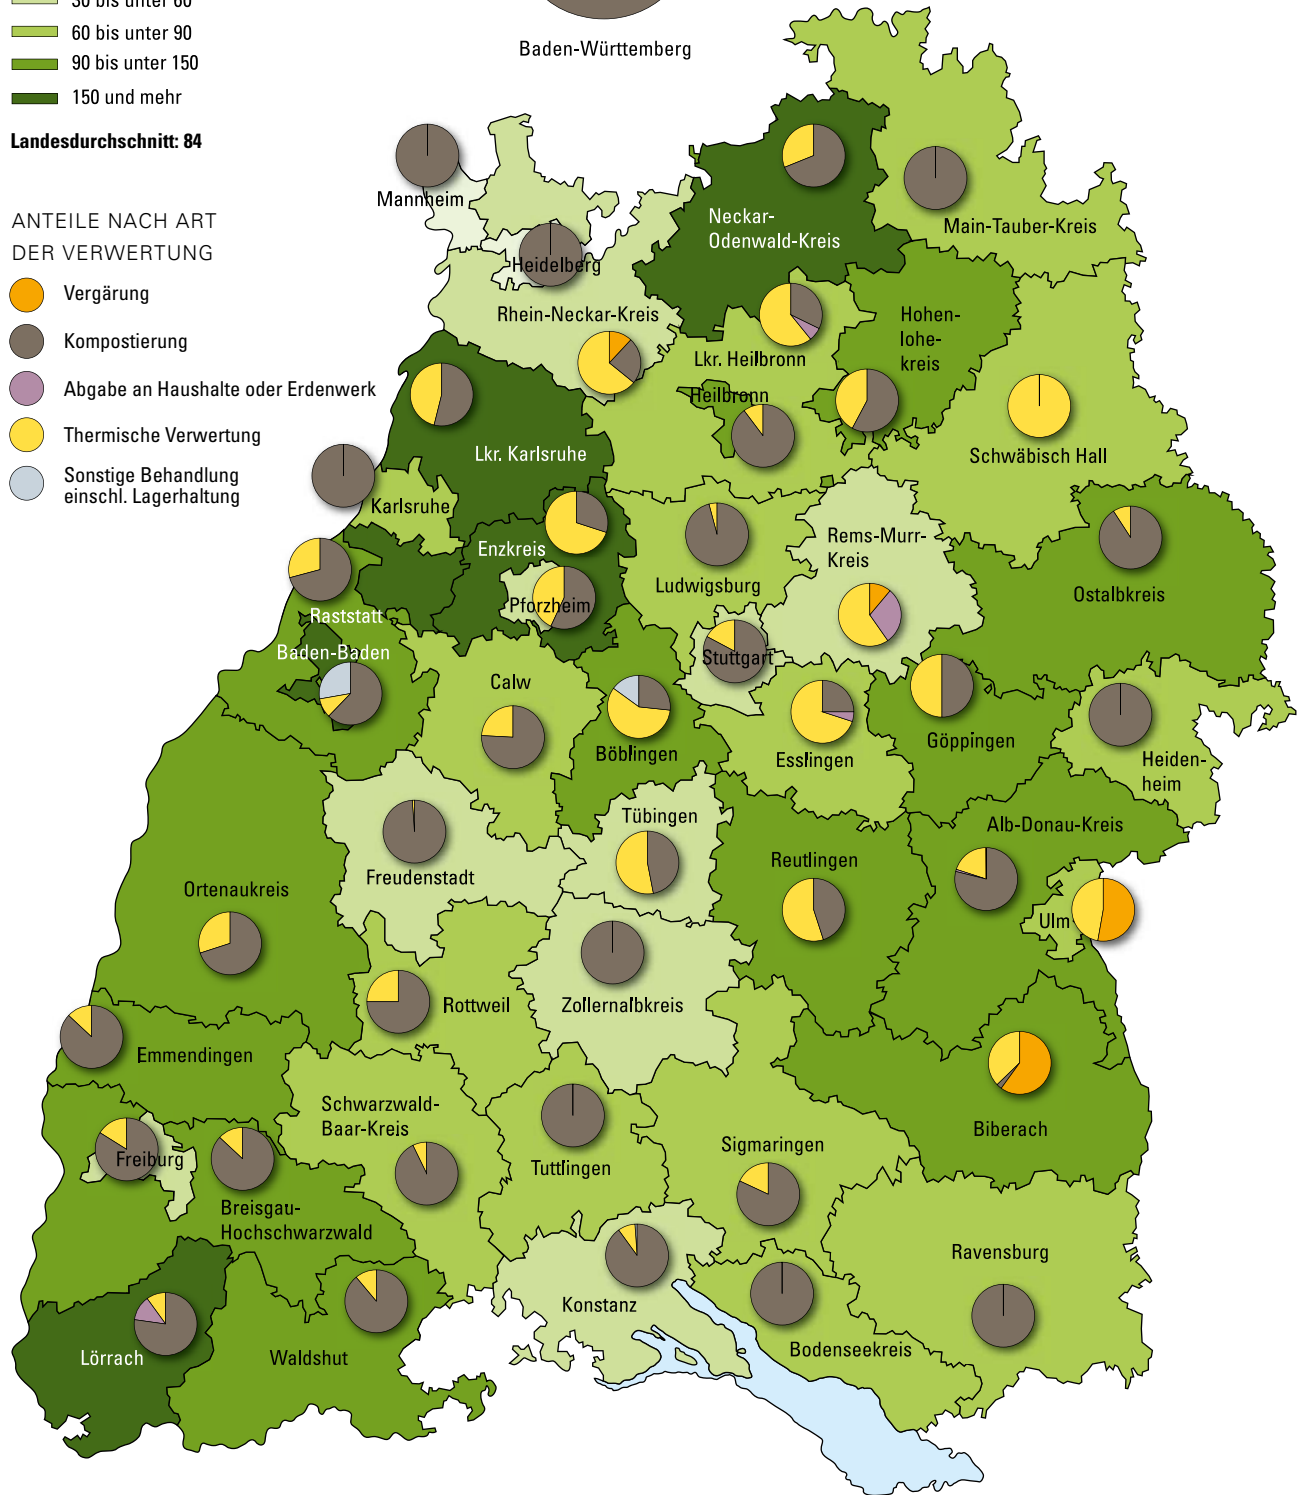 30 bis unter 60
60 bis unter 90
90 bis unter 150
150 und mehr
Landesdurchschnitt: 84
ANTEILE NACH ART
DER VERWERTUNG
Vergärung
Kompostierung
Abgabe an Haushalte oder Erdenwerk
Thermische Verwertung
Sonstige Behandlung
einschl. Lagerhaltung
Baden-Württemberg
Mannheim
Neckar-
Odenwald-Kreis
Main-Tauber-Kreis
Heidelberg
Rhein-Neckar-Kreis
Hohen-
lohe-
kreis
Lkr. Heilbronn
Heilbronn
Lkr. Karlsruhe
Schwäbisch Hall
Karlsruhe
Enzkreis
Rems-Murr-
Kreis
Ludwigsburg
Ostalbkreis
Pforzheim
Raststatt
Baden-Baden
Stuttgart
Calw
Böblingen
Esslingen
Göppingen
Heiden-
heim
Tübingen
Alb-Donau-Kreis
Reutlingen
Freudenstadt
Ortenaukreis
Ulm
Rottweil
Zollernalbkreis
Emmendingen
Schwarzwald-
Baar-Kreis
Biberach
Sigmaringen
Freiburg
Tuttlingen
Breisgau-
Hochschwarzwald
Ravensburg
Konstanz
Bodenseekreis
Lörrach
Waldshut